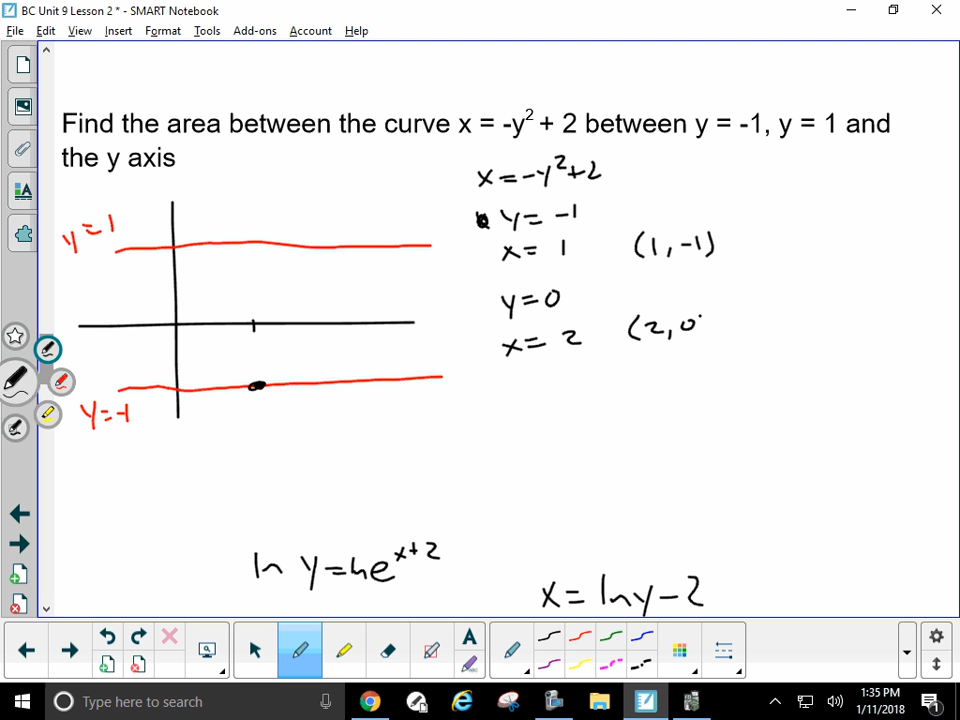 BC Unit 9 Lesson 2 * - SMART Notebook
File Edit View Insert Format Tools Add-ons Account Help
Find the area between the curve x = -y² + 2 between y = -1, y = 1 and
the y axis
x = -y² + 2
y = 1
y = -1
x = 1 (1, -1)
y = 0
x = 2 (2, 0
y = -1
ln y = ln e^(x+2)
x = ln y - 2
A
Type here to search
1:35 PM
1/11/2018
1